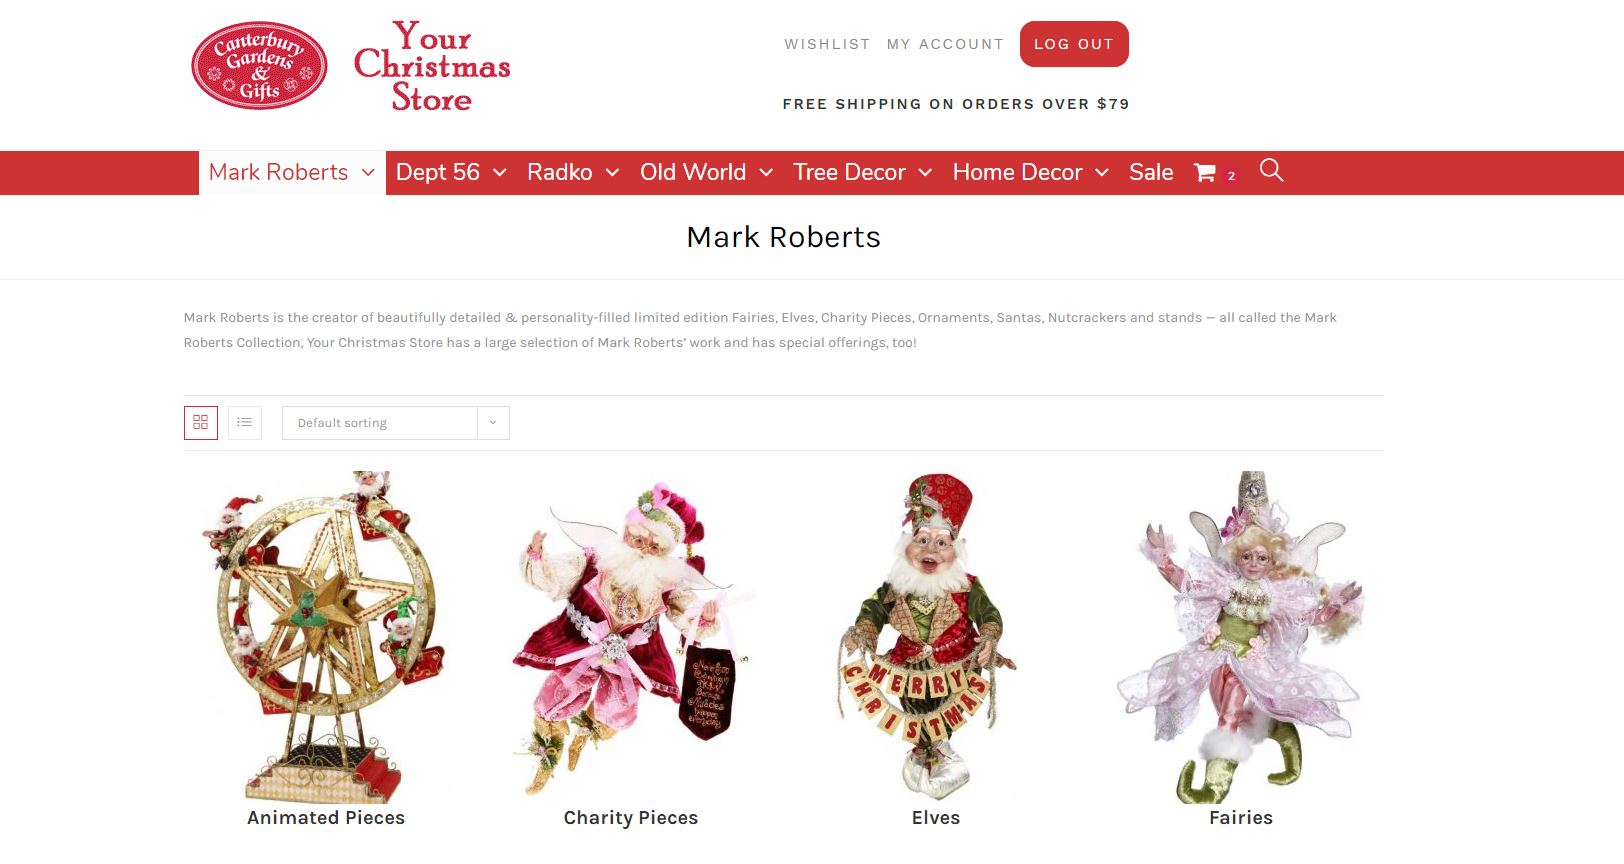 Canterbury
Gardens
&
Gifts
Your
Christmas
Store
WISHLIST
MY ACCOUNT
LOG OUT
FREE SHIPPING ON ORDERS OVER $79
Mark Roberts
Dept 56
Radko
Old World
Tree Decor
Home Decor
Sale
2
Mark Roberts
Mark Roberts is the creator of beautifully detailed & personality-filled limited edition Fairies, Elves, Charity Pieces, Ornaments, Santas, Nutcrackers and stands — all called the Mark
Roberts Collection, Your Christmas Store has a large selection of Mark Roberts’ work and has special offerings, too!
Default sorting
MERRY
CHRISTMAS
Animated Pieces
Charity Pieces
Elves
Fairies